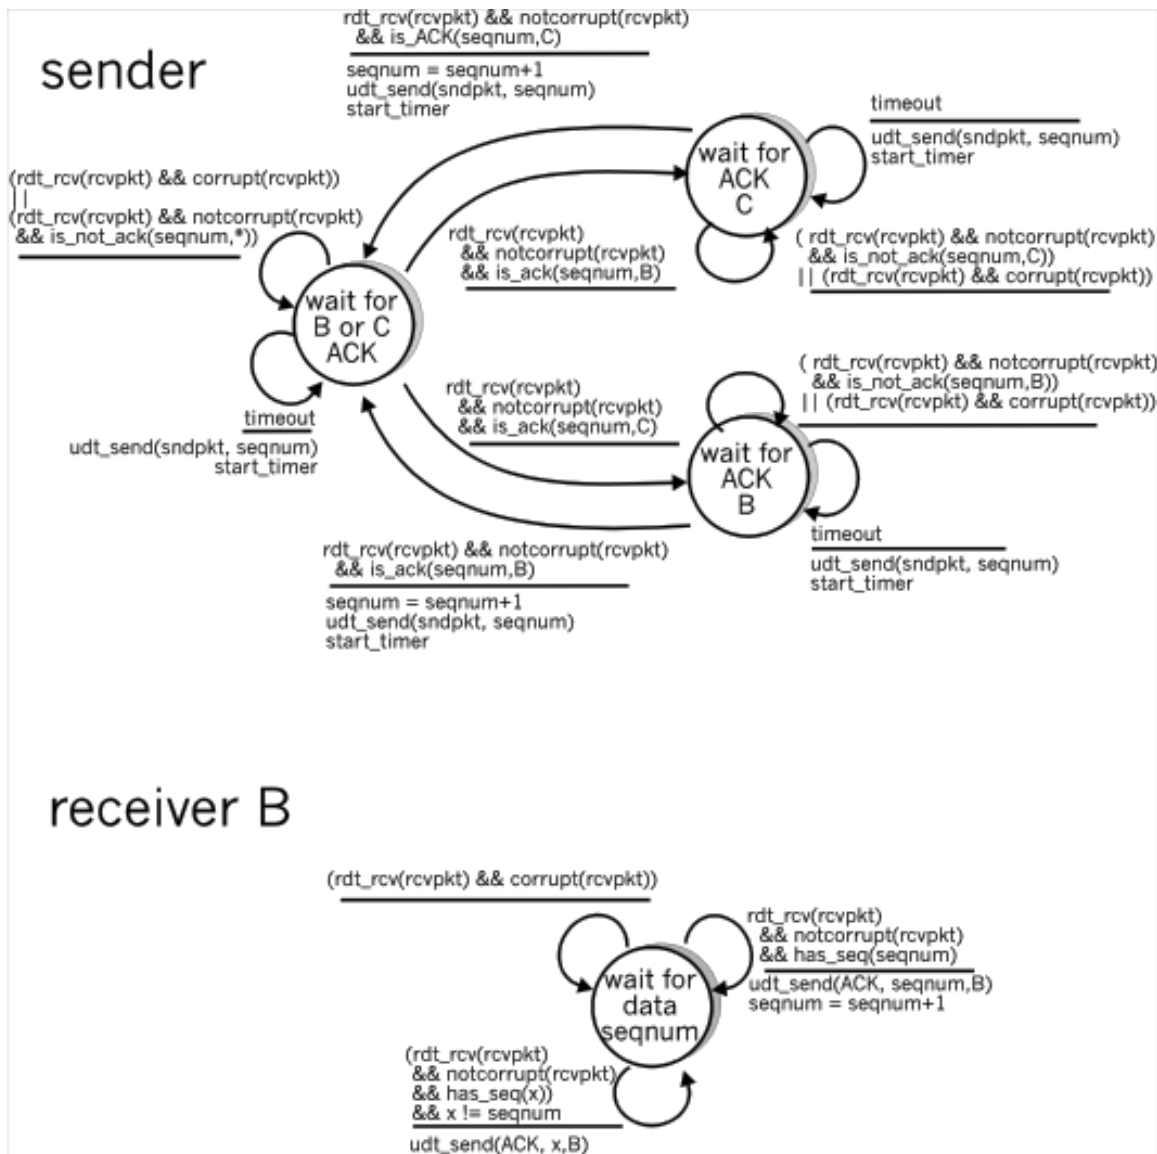 rdt_rcv(rcvpkt) && notcorrupt(rcvpkt)
&& is_ACK(seqnum,C)
sender
seqnum = seqnum+1
udt_send(sndpkt, seqnum)
start_timer
timeout
udt_send(sndpkt, seqnum)
start_timer
wait for
ACK
C
(rdt_rcv(rcvpkt) && corrupt(rcvpkt))
||
(rdt_rcv(rcvpkt) && notcorrupt(rcvpkt)
&& is_not_ack(seqnum,*))
rdt_rcv(rcvpkt)
&& notcorrupt(rcvpkt)
&& is_ack(seqnum,B)
( rdt_rcv(rcvpkt) && notcorrupt(rcvpkt)
&& is_not_ack(seqnum,C))
|| (rdt_rcv(rcvpkt) && corrupt(rcvpkt))
wait for
B or C
ACK
timeout
udt_send(sndpkt, seqnum)
start_timer
rdt_rcv(rcvpkt)
&& notcorrupt(rcvpkt)
&& is_ack(seqnum,C)
( rdt_rcv(rcvpkt) && notcorrupt(rcvpkt)
&& is_not_ack(seqnum,B))
|| (rdt_rcv(rcvpkt) && corrupt(rcvpkt))
wait for
ACK
B
timeout
udt_send(sndpkt, seqnum)
start_timer
rdt_rcv(rcvpkt) && notcorrupt(rcvpkt)
&& is_ack(seqnum,B)
seqnum = seqnum+1
udt_send(sndpkt, seqnum)
start_timer
receiver B
(rdt_rcv(rcvpkt) && corrupt(rcvpkt))
rdt_rcv(rcvpkt)
&& notcorrupt(rcvpkt)
&& has_seq(seqnum)
udt_send(ACK, seqnum,B)
seqnum = seqnum+1
wait for
data
seqnum
(rdt_rcv(rcvpkt)
&& notcorrupt(rcvpkt)
&& has_seq(x))
&& x != seqnum
udt_send(ACK, x,B)